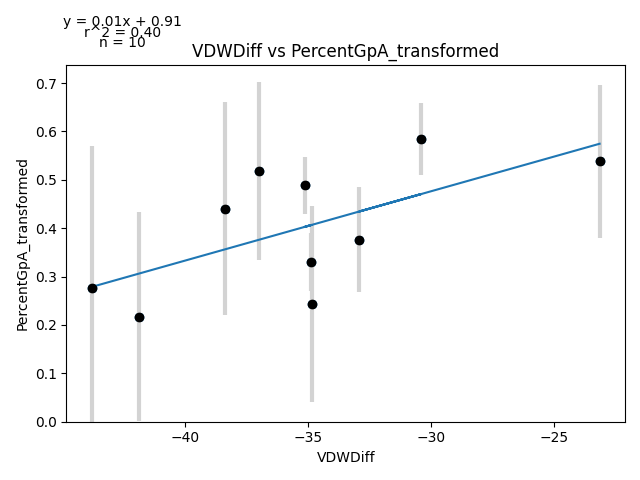 y = 0.01x + 0.91
r^2 = 0.40
n = 10
VDWDiff vs PercentGpA_transformed
PercentGpA_transformed
0.7
0.6
0.5
0.4
0.3
0.2
0.1
0.0
−40
−35
−30
−25
VDWDiff